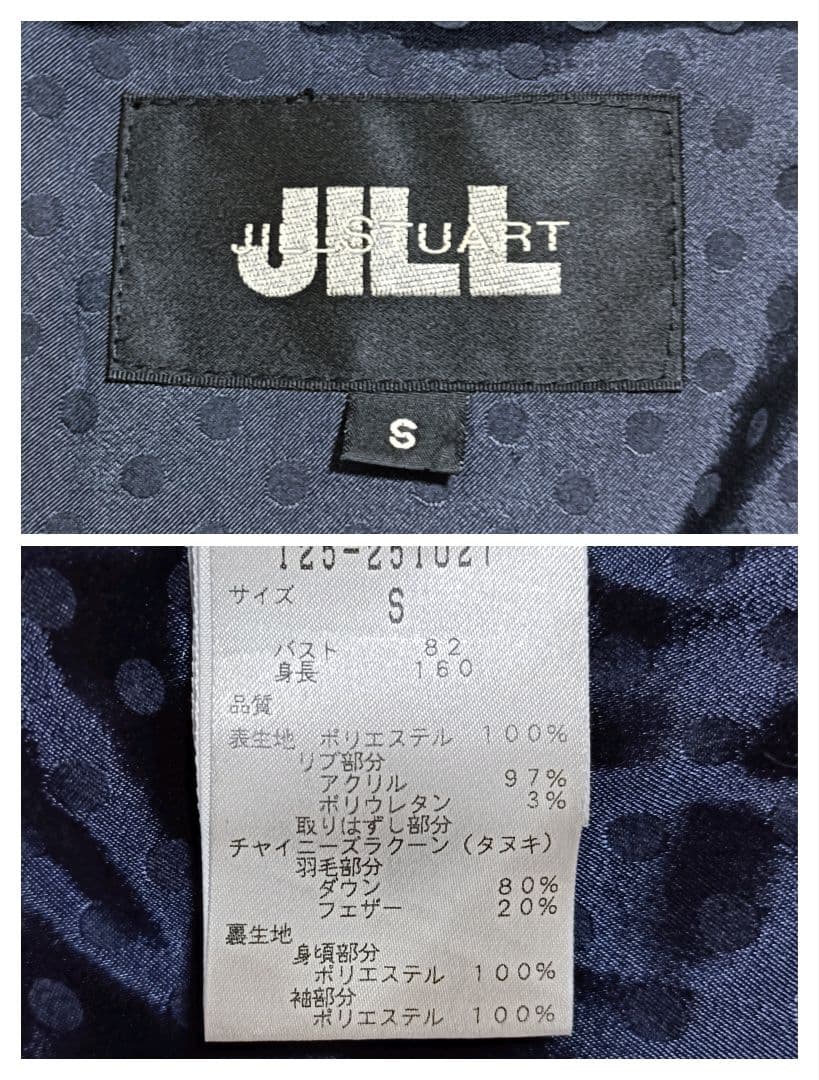 JILL
JILLSTUART
S
125-251027
サイズ S
バスト 82
身長 160
品質
表生地 ポリエステル 100%
リブ部分
アクリル 97%
ポリウレタン 3%
取りはずし部分
チャイニーズラクーン(タヌキ)
羽毛部分
ダウン 80%
フェザー 20%
裏生地
身頃部分
ポリエステル 100%
袖部分
ポリエステル 100%